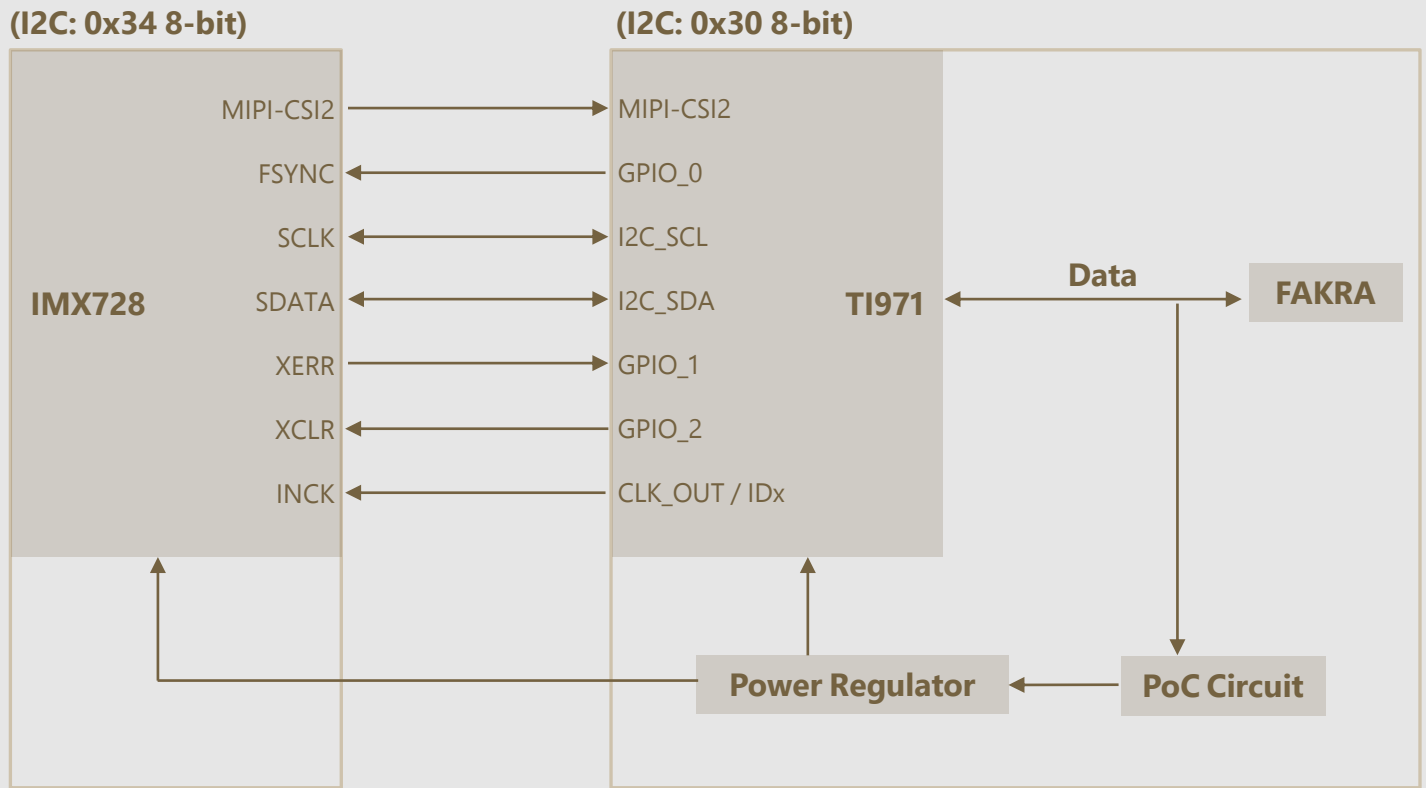 (I2C: 0x34 8-bit)
(I2C: 0x30 8-bit)
MIPI-CSI2
MIPI-CSI2
FSYNC
GPIO_0
SCLK
I2C_SCL
IMX728
SDATA
I2C_SDA
TI971
Data
FAKRA
XERR
GPIO_1
XCLR
GPIO_2
INCK
CLK_OUT / IDx
Power Regulator
PoC Circuit